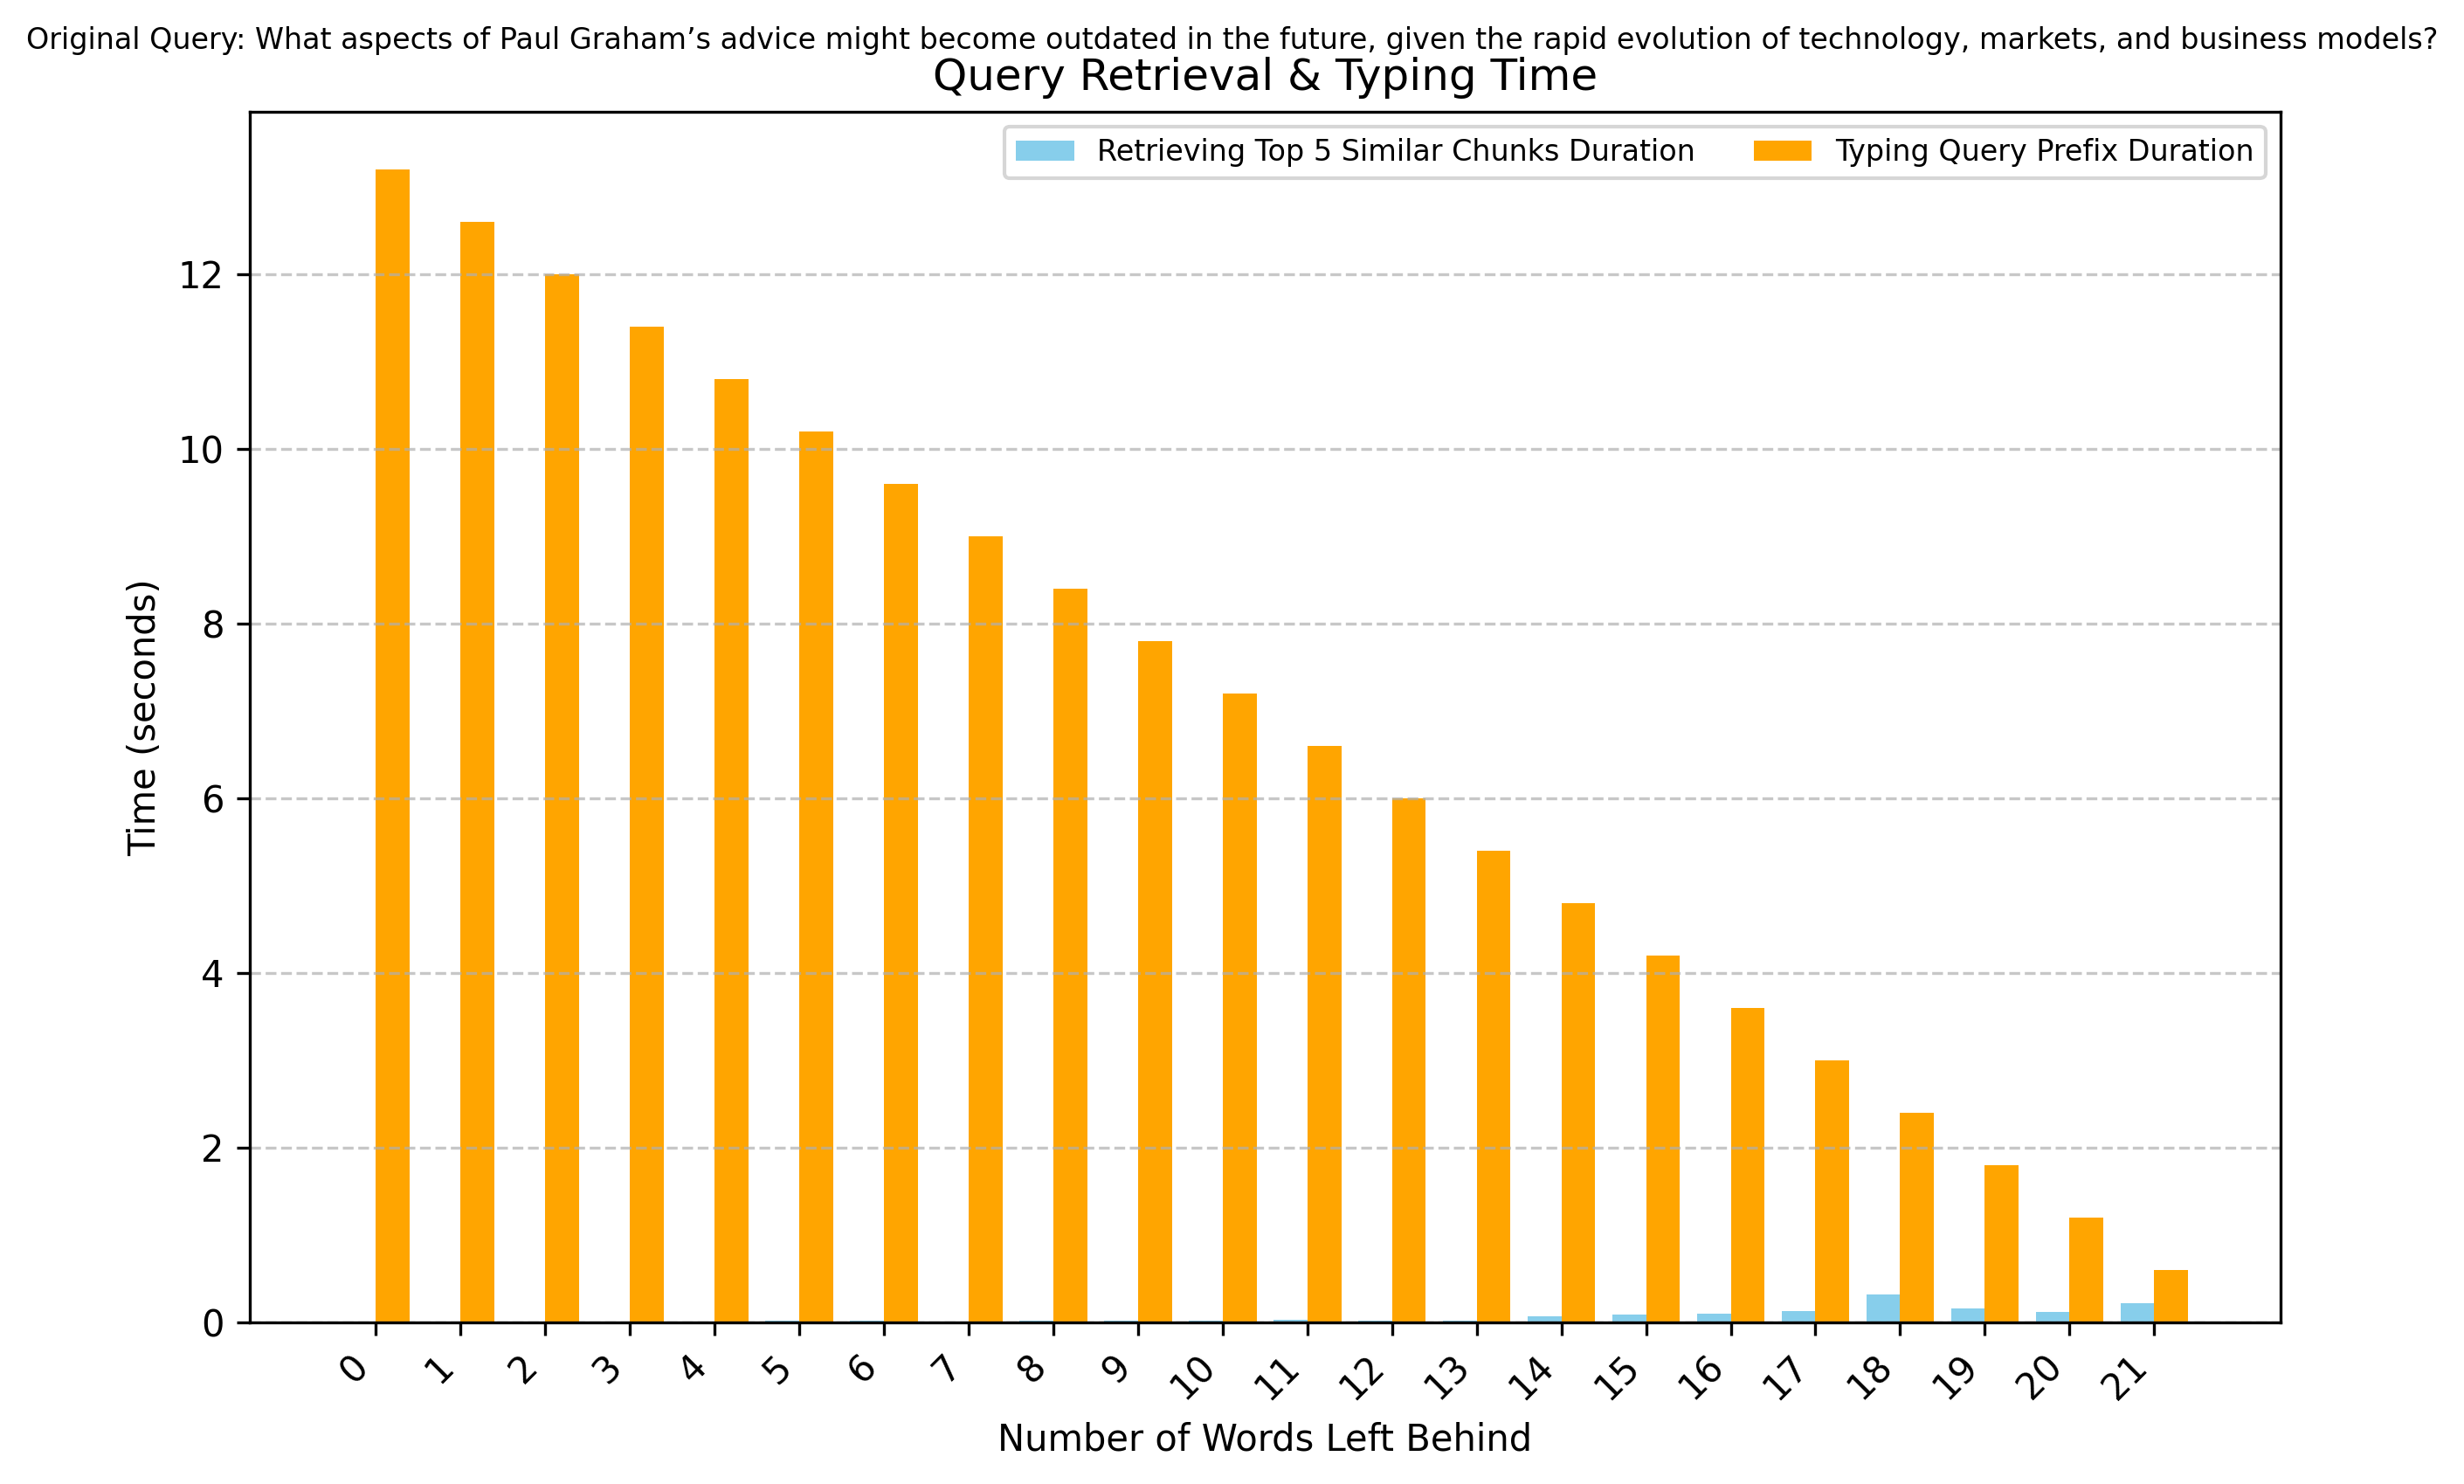 Original Query: What aspects of Paul Graham’s advice might become outdated in the future, given the rapid evolution of technology, markets, and business models?
Query Retrieval & Typing Time
Retrieving Top 5 Similar Chunks Duration
Typing Query Prefix Duration
Time (seconds)
12
10
8
6
4
2
0
0 1 2 3 4 5 6 7 8 9 10 11 12 13 14 15 16 17 18 19 20 21
Number of Words Left Behind